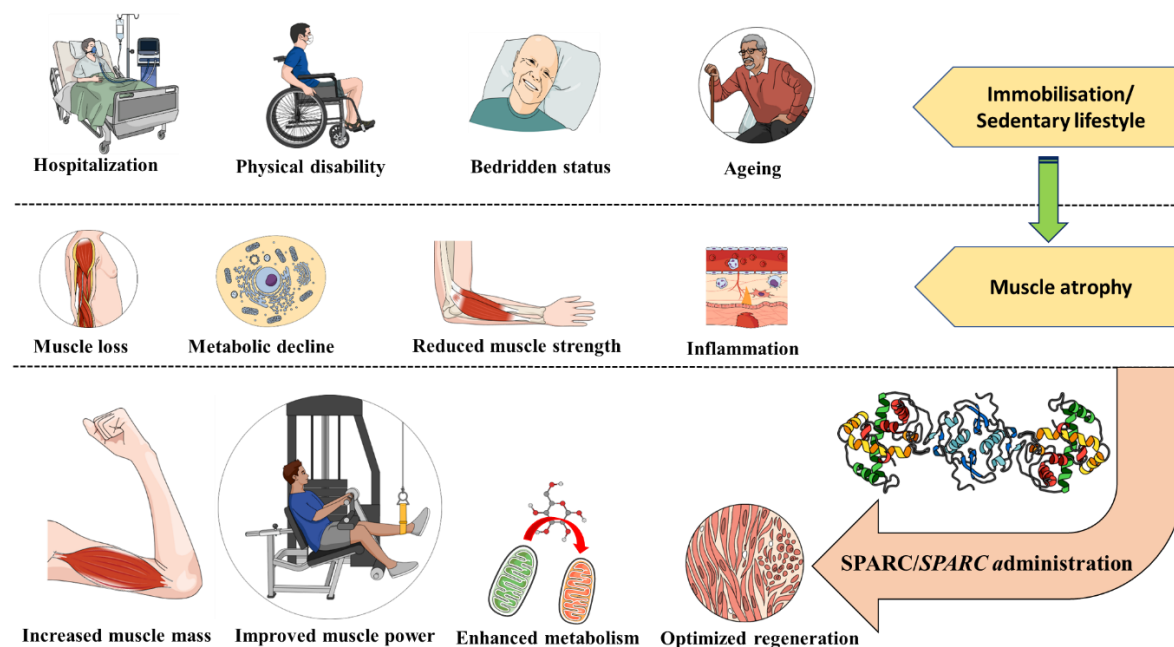 Immobilisation/
Sedentary lifestyle
Hospitalization
Physical disability
Bedridden status
Ageing
Muscle atrophy
Muscle loss
Metabolic decline
Reduced muscle strength
Inflammation
SPARC/SPARC administration
Increased muscle mass
Improved muscle power
Enhanced metabolism
Optimized regeneration